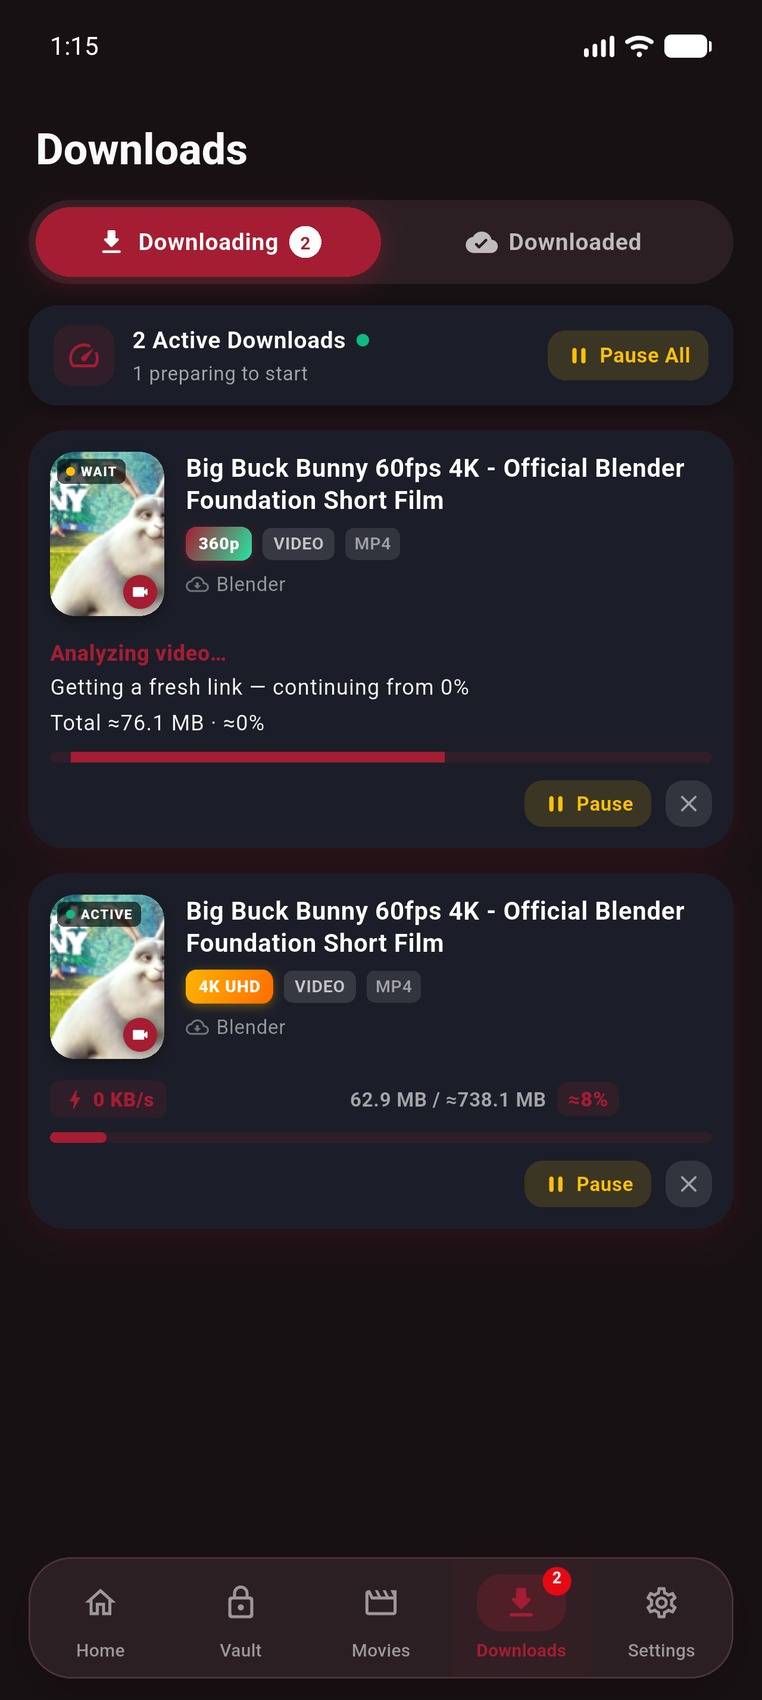 1:15
Downloads
Downloading 2
Downloaded
2 Active Downloads
1 preparing to start
Pause All
WAIT
NY
Big Buck Bunny 60fps 4K - Official Blender
Foundation Short Film
360p VIDEO MP4
Blender
Analyzing video…
Getting a fresh link — continuing from 0%
Total ≈76.1 MB · ≈0%
Pause
ACTIVE
NY
Big Buck Bunny 60fps 4K - Official Blender
Foundation Short Film
4K UHD VIDEO MP4
Blender
0 KB/s 62.9 MB / ≈738.1 MB ≈8%
Pause
2
Home Vault Movies Downloads Settings